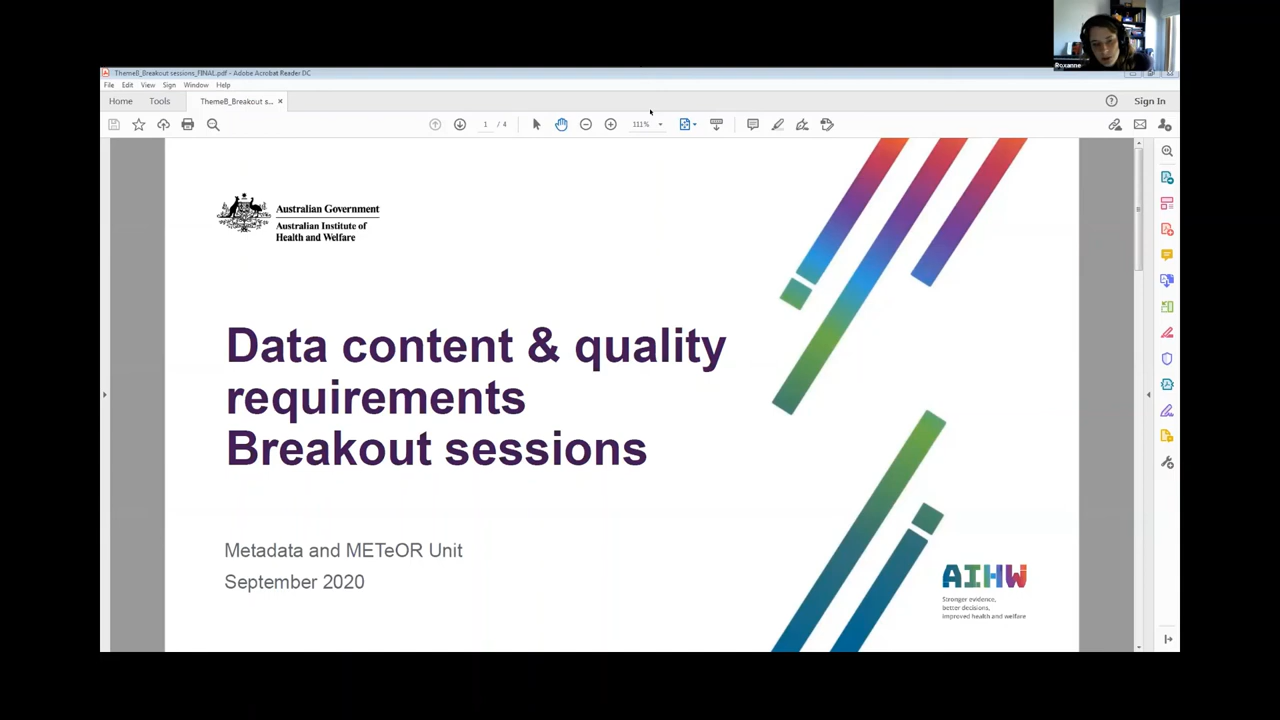 Roxanne
ThemeB_Breakout sessions_FINAL.pdf - Adobe Acrobat Reader DC
File Edit View Sign Window Help
Home Tools ThemeB_Breakout s... × Sign In
1 / 4 111%
Australian Government
Australian Institute of
Health and Welfare
Data content & quality
requirements
Breakout sessions
Metadata and METeOR Unit
September 2020
AIHW
Stronger evidence,
better decisions,
improved health and welfare